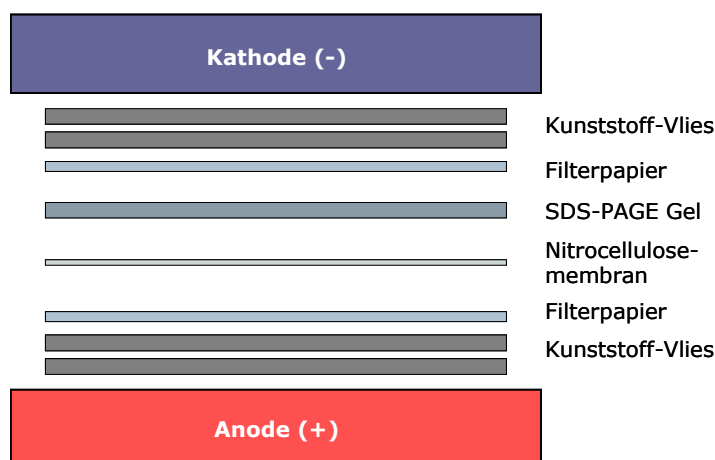 Kathode (-)
Kunststoff-Vlies
Filterpapier
SDS-PAGE Gel
Nitrocellulose-
membran
Filterpapier
Kunststoff-Vlies
Anode (+)